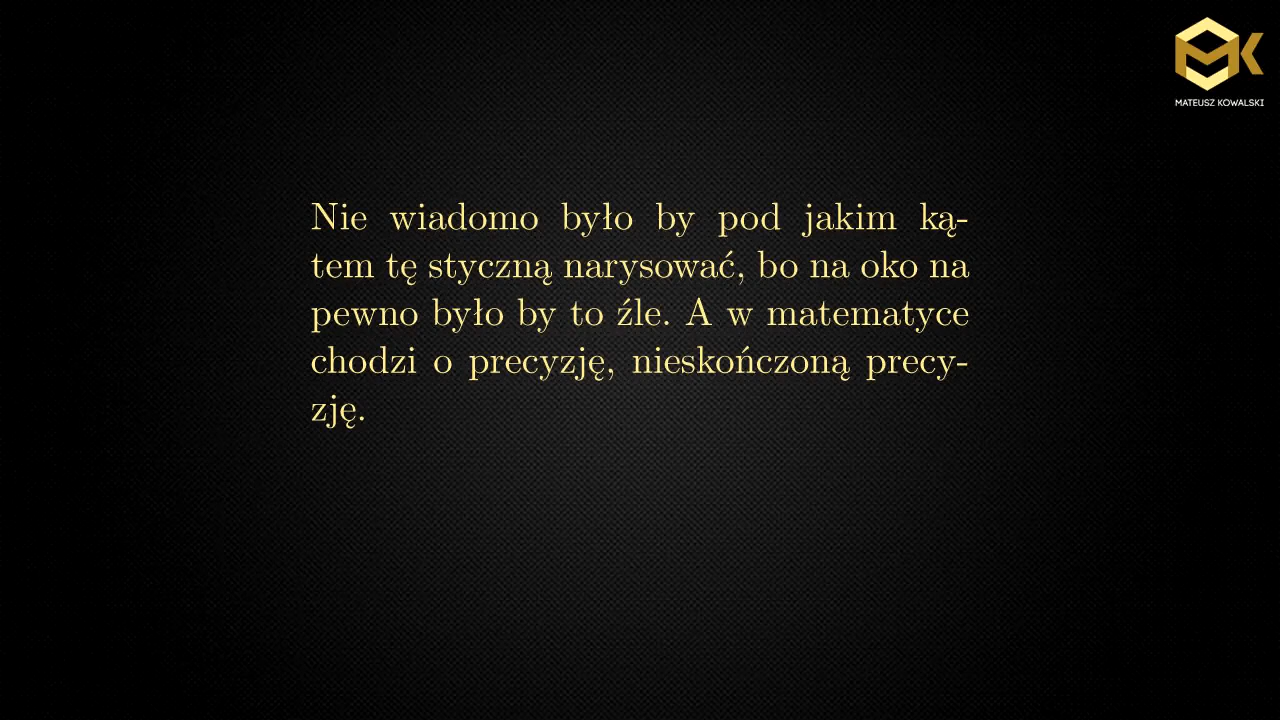 MATEUSZ KOWALSKI
Nie wiadomo było by pod jakim ką-
tem tę styczną narysować, bo na oko na
pewno było by to źle. A w matematyce
chodzi o precyzję, nieskończoną precy-
zję.